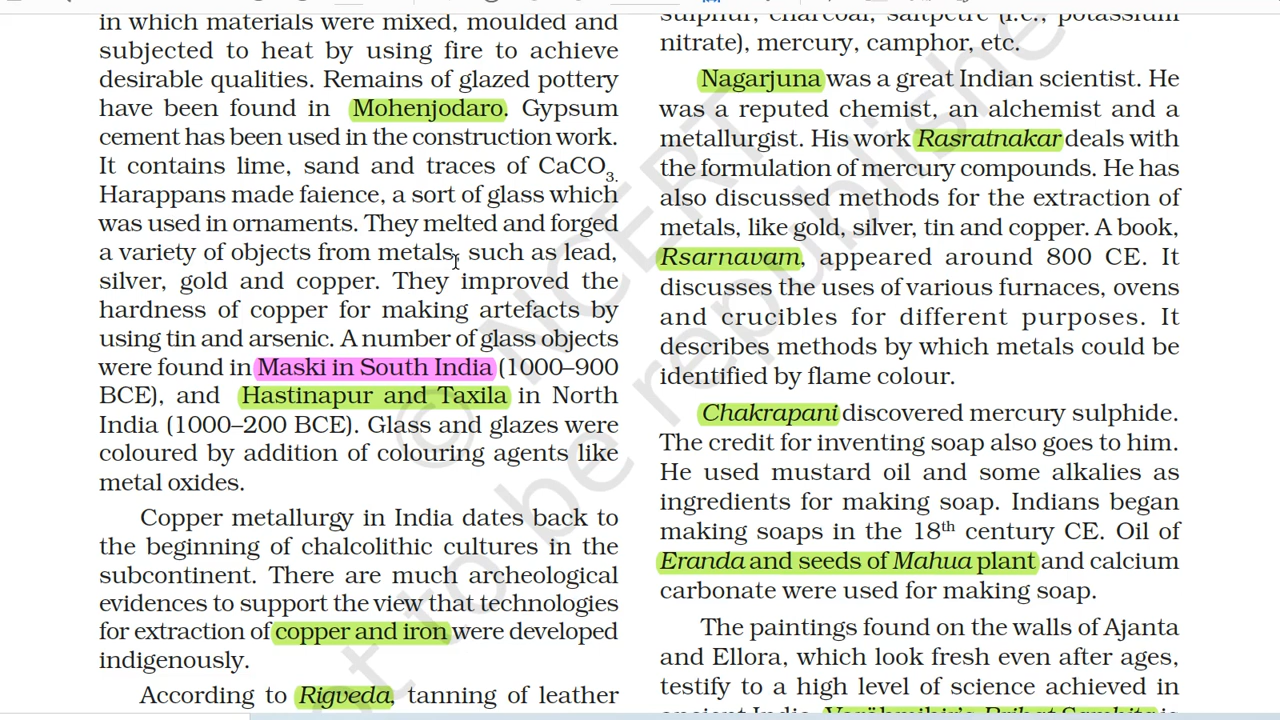 in which materials were mixed, moulded and
subjected to heat by using fire to achieve
desirable qualities. Remains of glazed pottery
have been found in Mohenjodaro. Gypsum
cement has been used in the construction work.
It contains lime, sand and traces of CaCO3.
Harappans made faience, a sort of glass which
was used in ornaments. They melted and forged
a variety of objects from metals, such as lead,
silver, gold and copper. They improved the
hardness of copper for making artefacts by
using tin and arsenic. A number of glass objects
were found in Maski in South India (1000–900
BCE), and Hastinapur and Taxila in North
India (1000–200 BCE). Glass and glazes were
coloured by addition of colouring agents like
metal oxides.
Copper metallurgy in India dates back to
the beginning of chalcolithic cultures in the
subcontinent. There are much archeological
evidences to support the view that technologies
for extraction of copper and iron were developed
indigenously.
According to Rigveda, tanning of leather
sulphur, charcoal, saltpetre (i.e., potassium
nitrate), mercury, camphor, etc.
Nagarjuna was a great Indian scientist. He
was a reputed chemist, an alchemist and a
metallurgist. His work Rasratnakar deals with
the formulation of mercury compounds. He has
also discussed methods for the extraction of
metals, like gold, silver, tin and copper. A book,
Rsarnavam, appeared around 800 CE. It
discusses the uses of various furnaces, ovens
and crucibles for different purposes. It
describes methods by which metals could be
identified by flame colour.
Chakrapani discovered mercury sulphide.
The credit for inventing soap also goes to him.
He used mustard oil and some alkalies as
ingredients for making soap. Indians began
making soaps in the 18th century CE. Oil of
Eranda and seeds of Mahua plant and calcium
carbonate were used for making soap.
The paintings found on the walls of Ajanta
and Ellora, which look fresh even after ages,
testify to a high level of science achieved in
ancient India. Varähmihir's Brihat Samhita is
© NCERT
not to be republishe